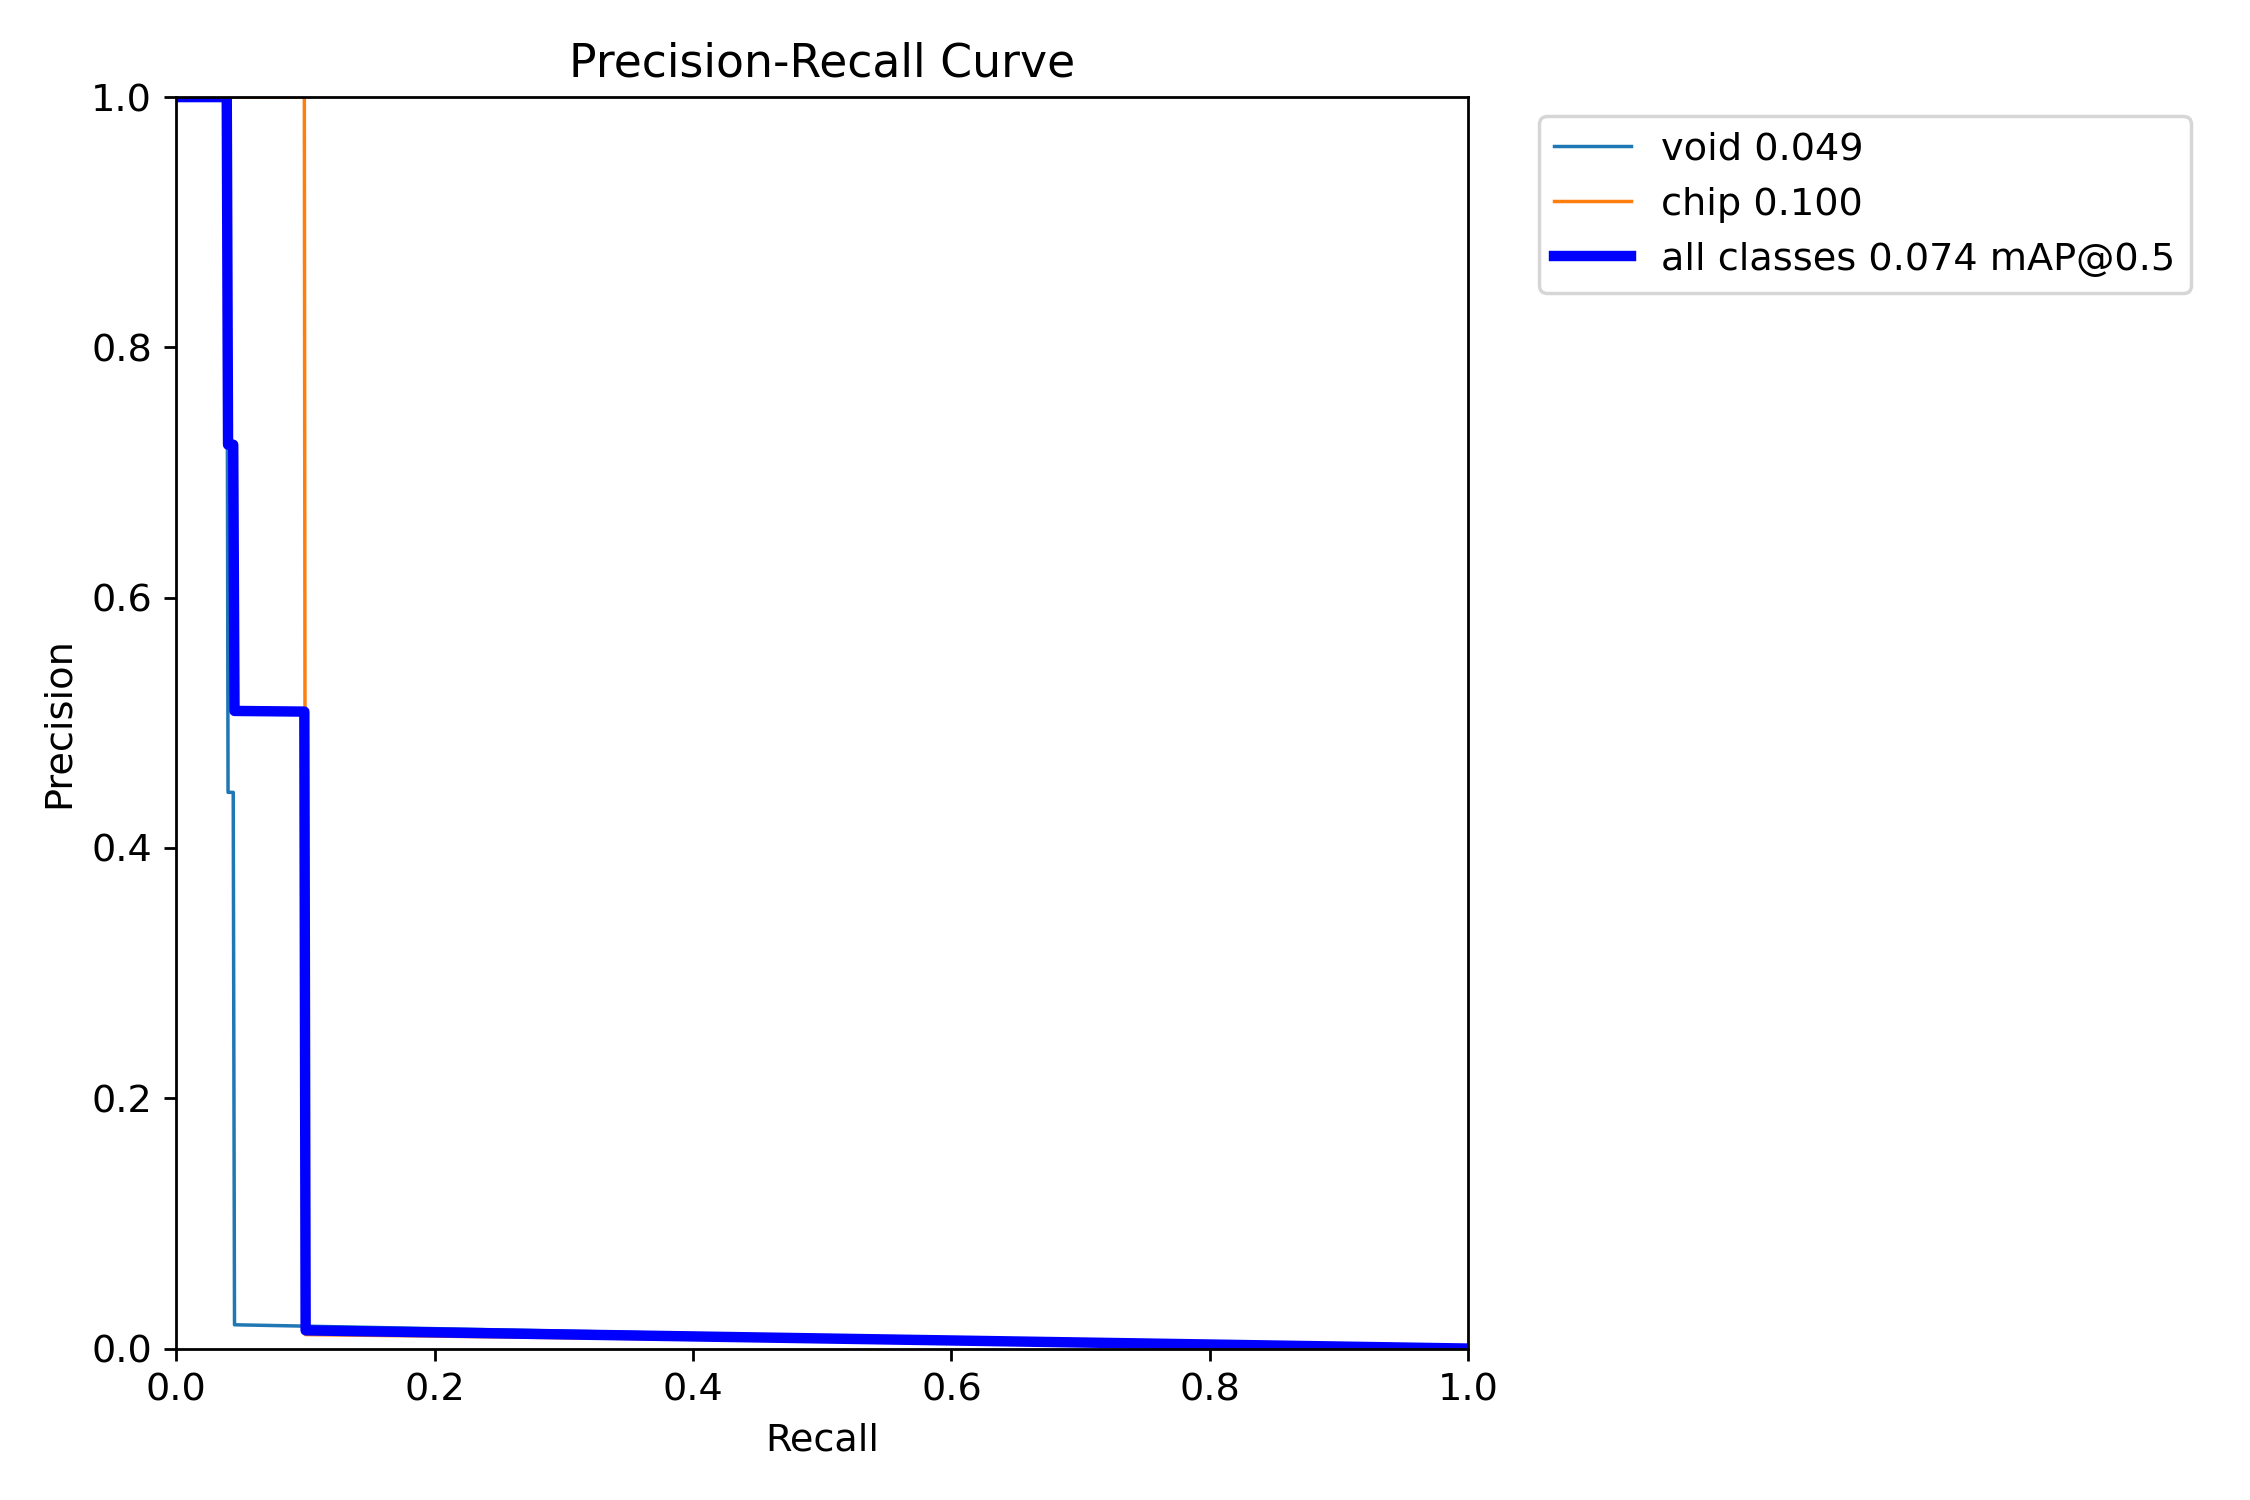 Precision-Recall Curve
void 0.049
chip 0.100
all classes 0.074 mAP@0.5
Precision
1.0
0.8
0.6
0.4
0.2
0.0
0.0 0.2 0.4 0.6 0.8 1.0
Recall